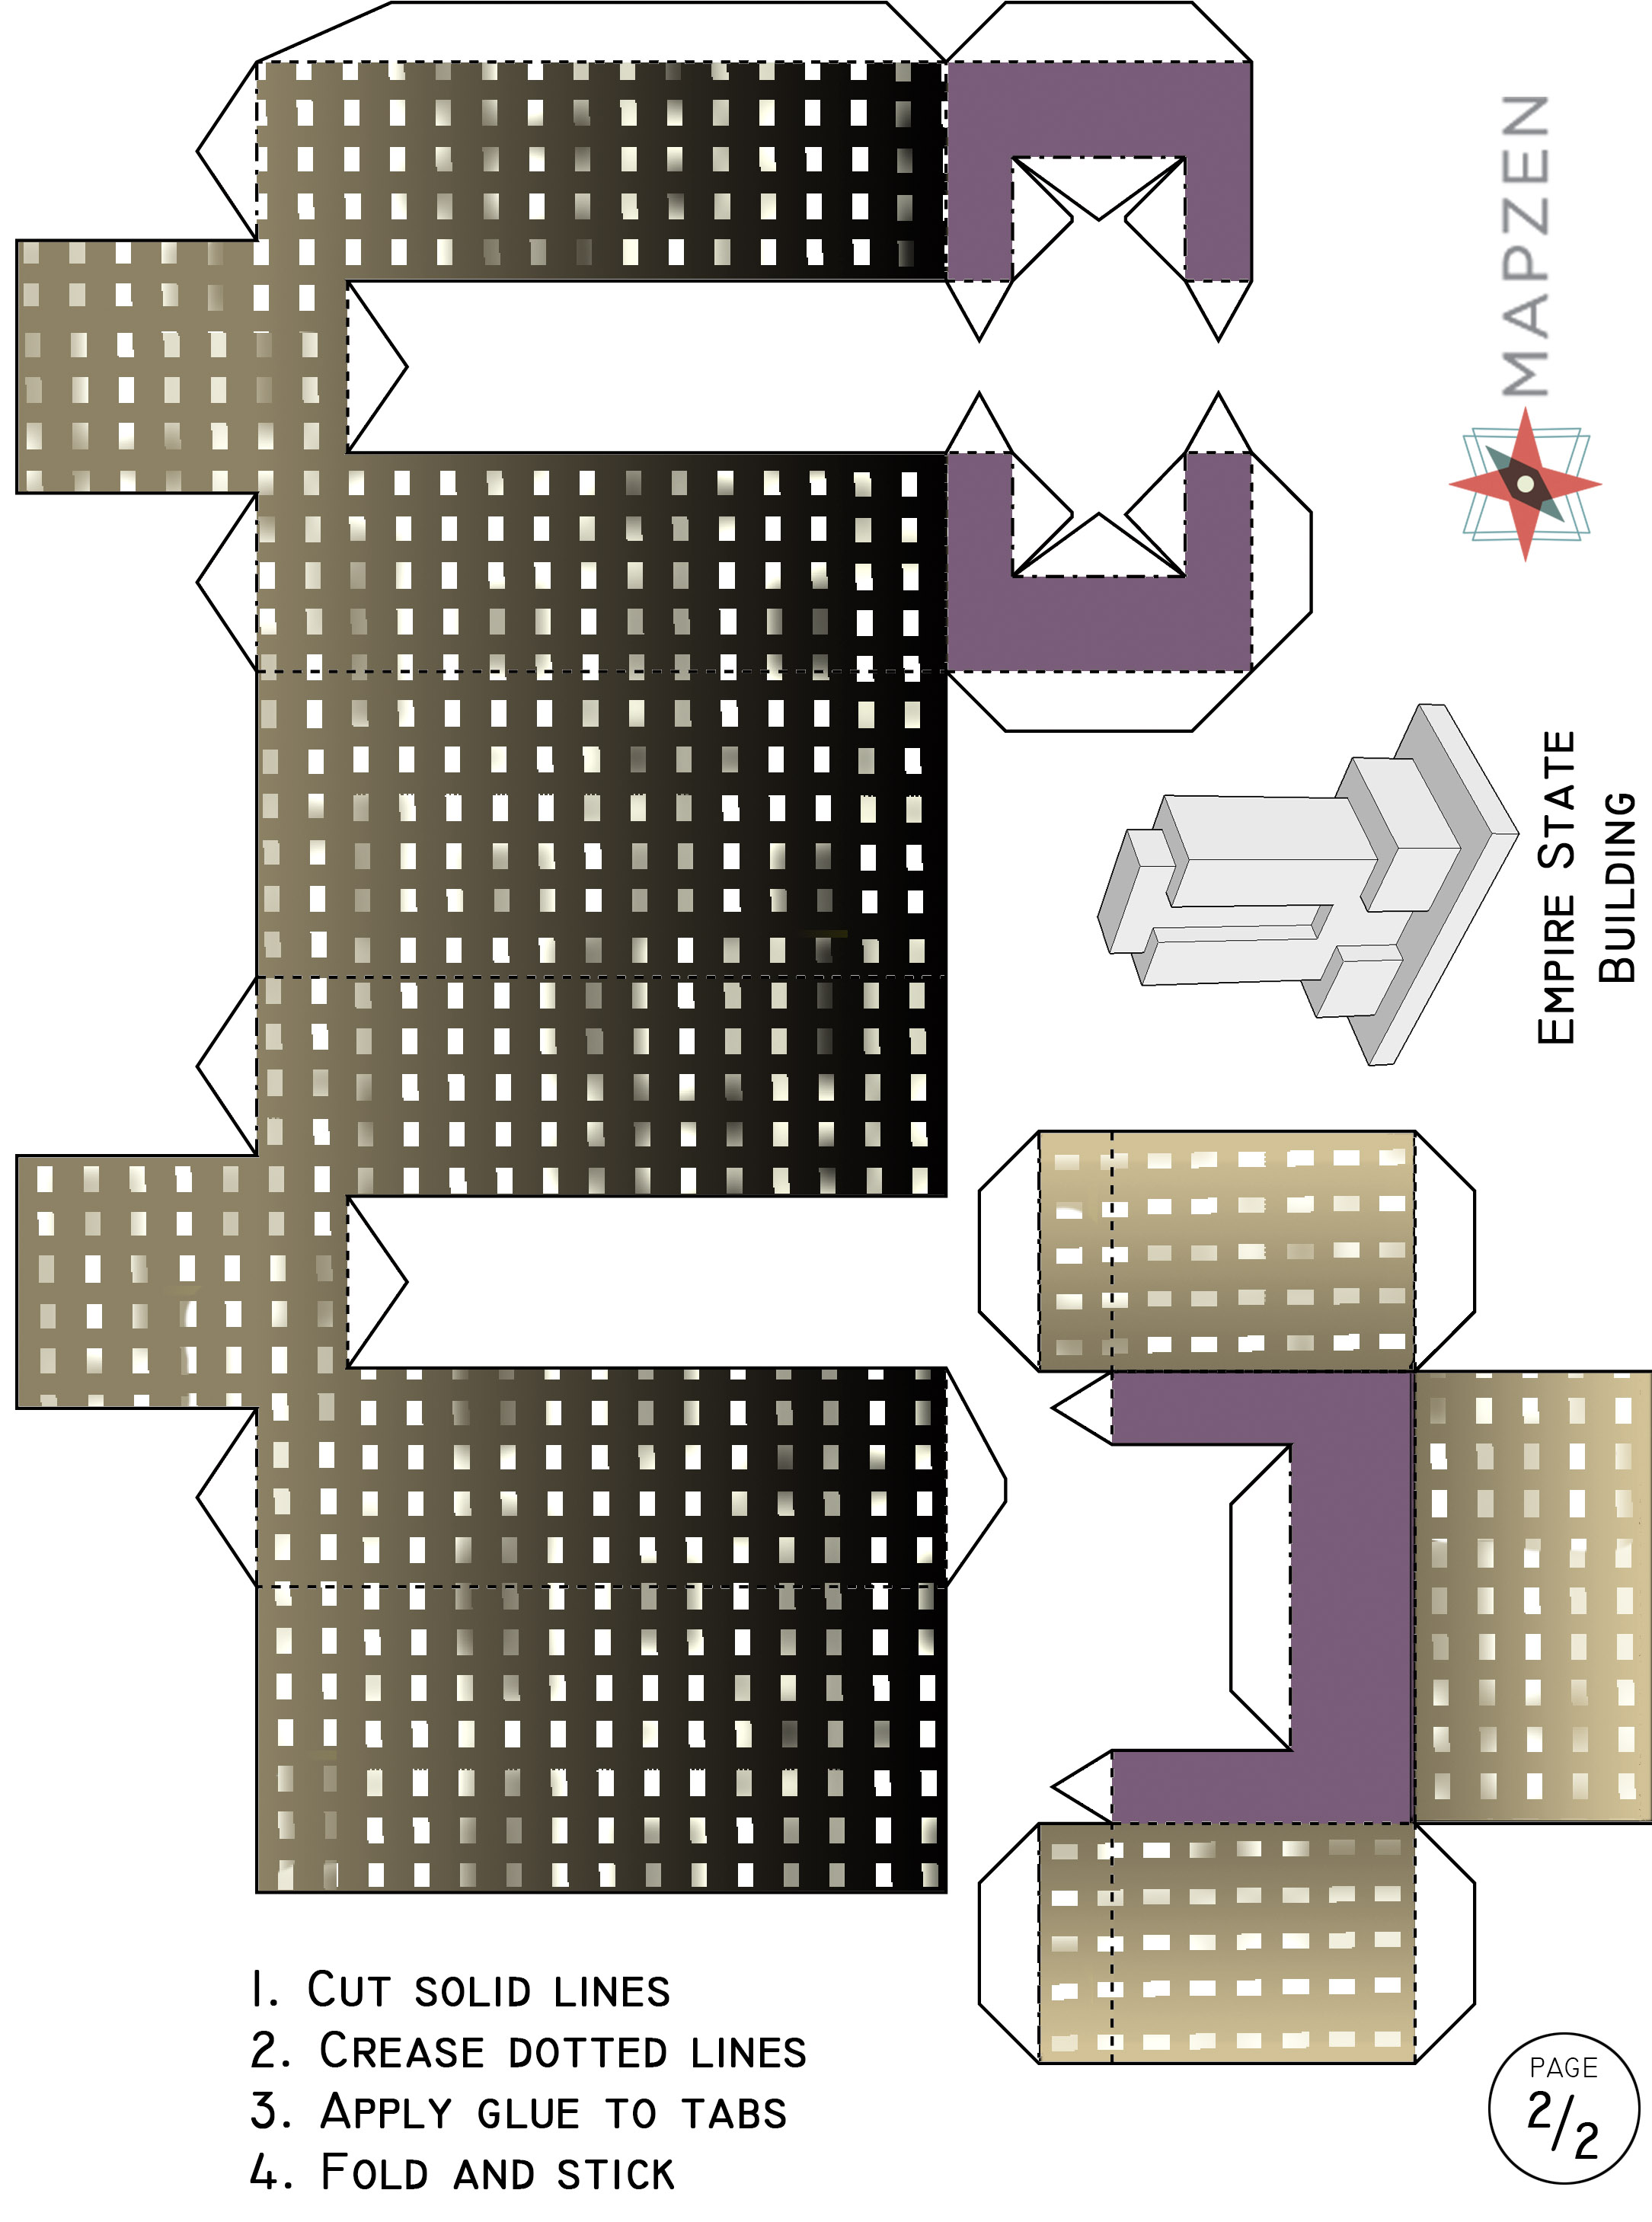 MAPZEN
EMPIRE STATE
BUILDING
1. CUT SOLID LINES
2. CREASE DOTTED LINES
3. APPLY GLUE TO TABS
4. FOLD AND STICK
PAGE
2/2